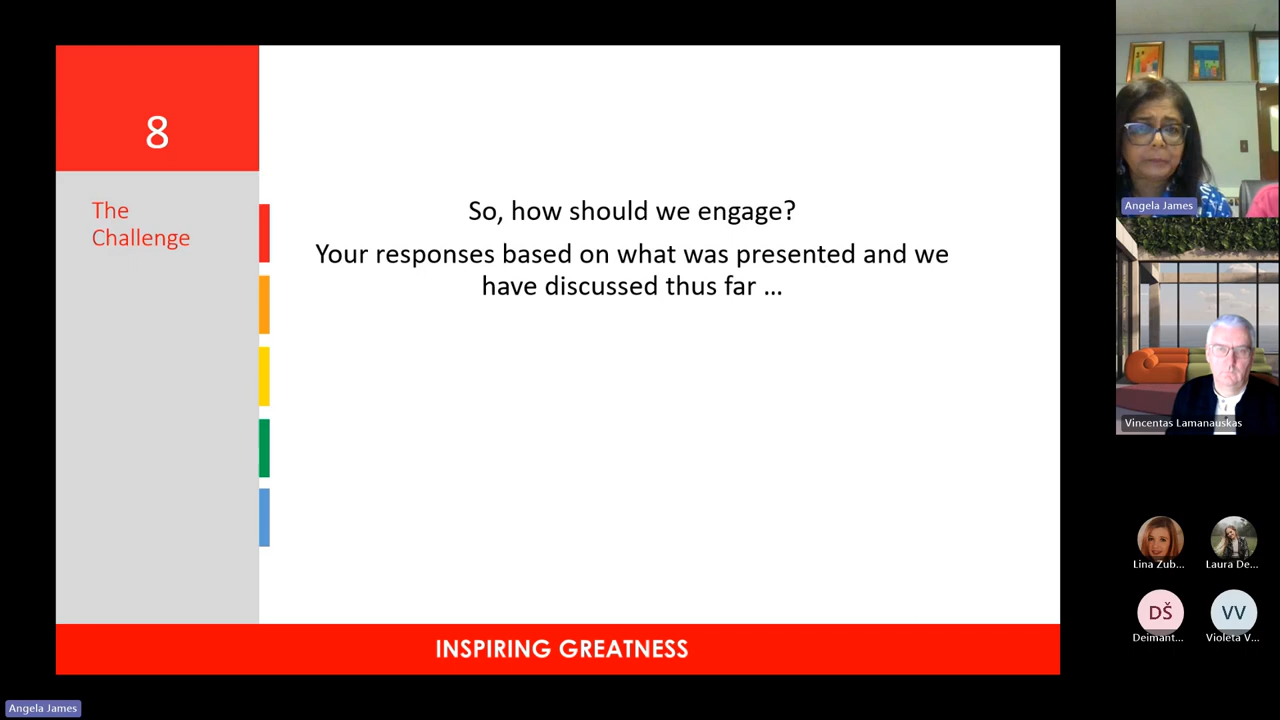 8
The
Challenge
So, how should we engage?
Your responses based on what was presented and we
have discussed thus far ...
INSPIRING GREATNESS
Angela James
Vincentas Lamanauskas
Lina Zub...
Laura De...
DŠ
VV
Deimant...
Violeta V...
Angela James